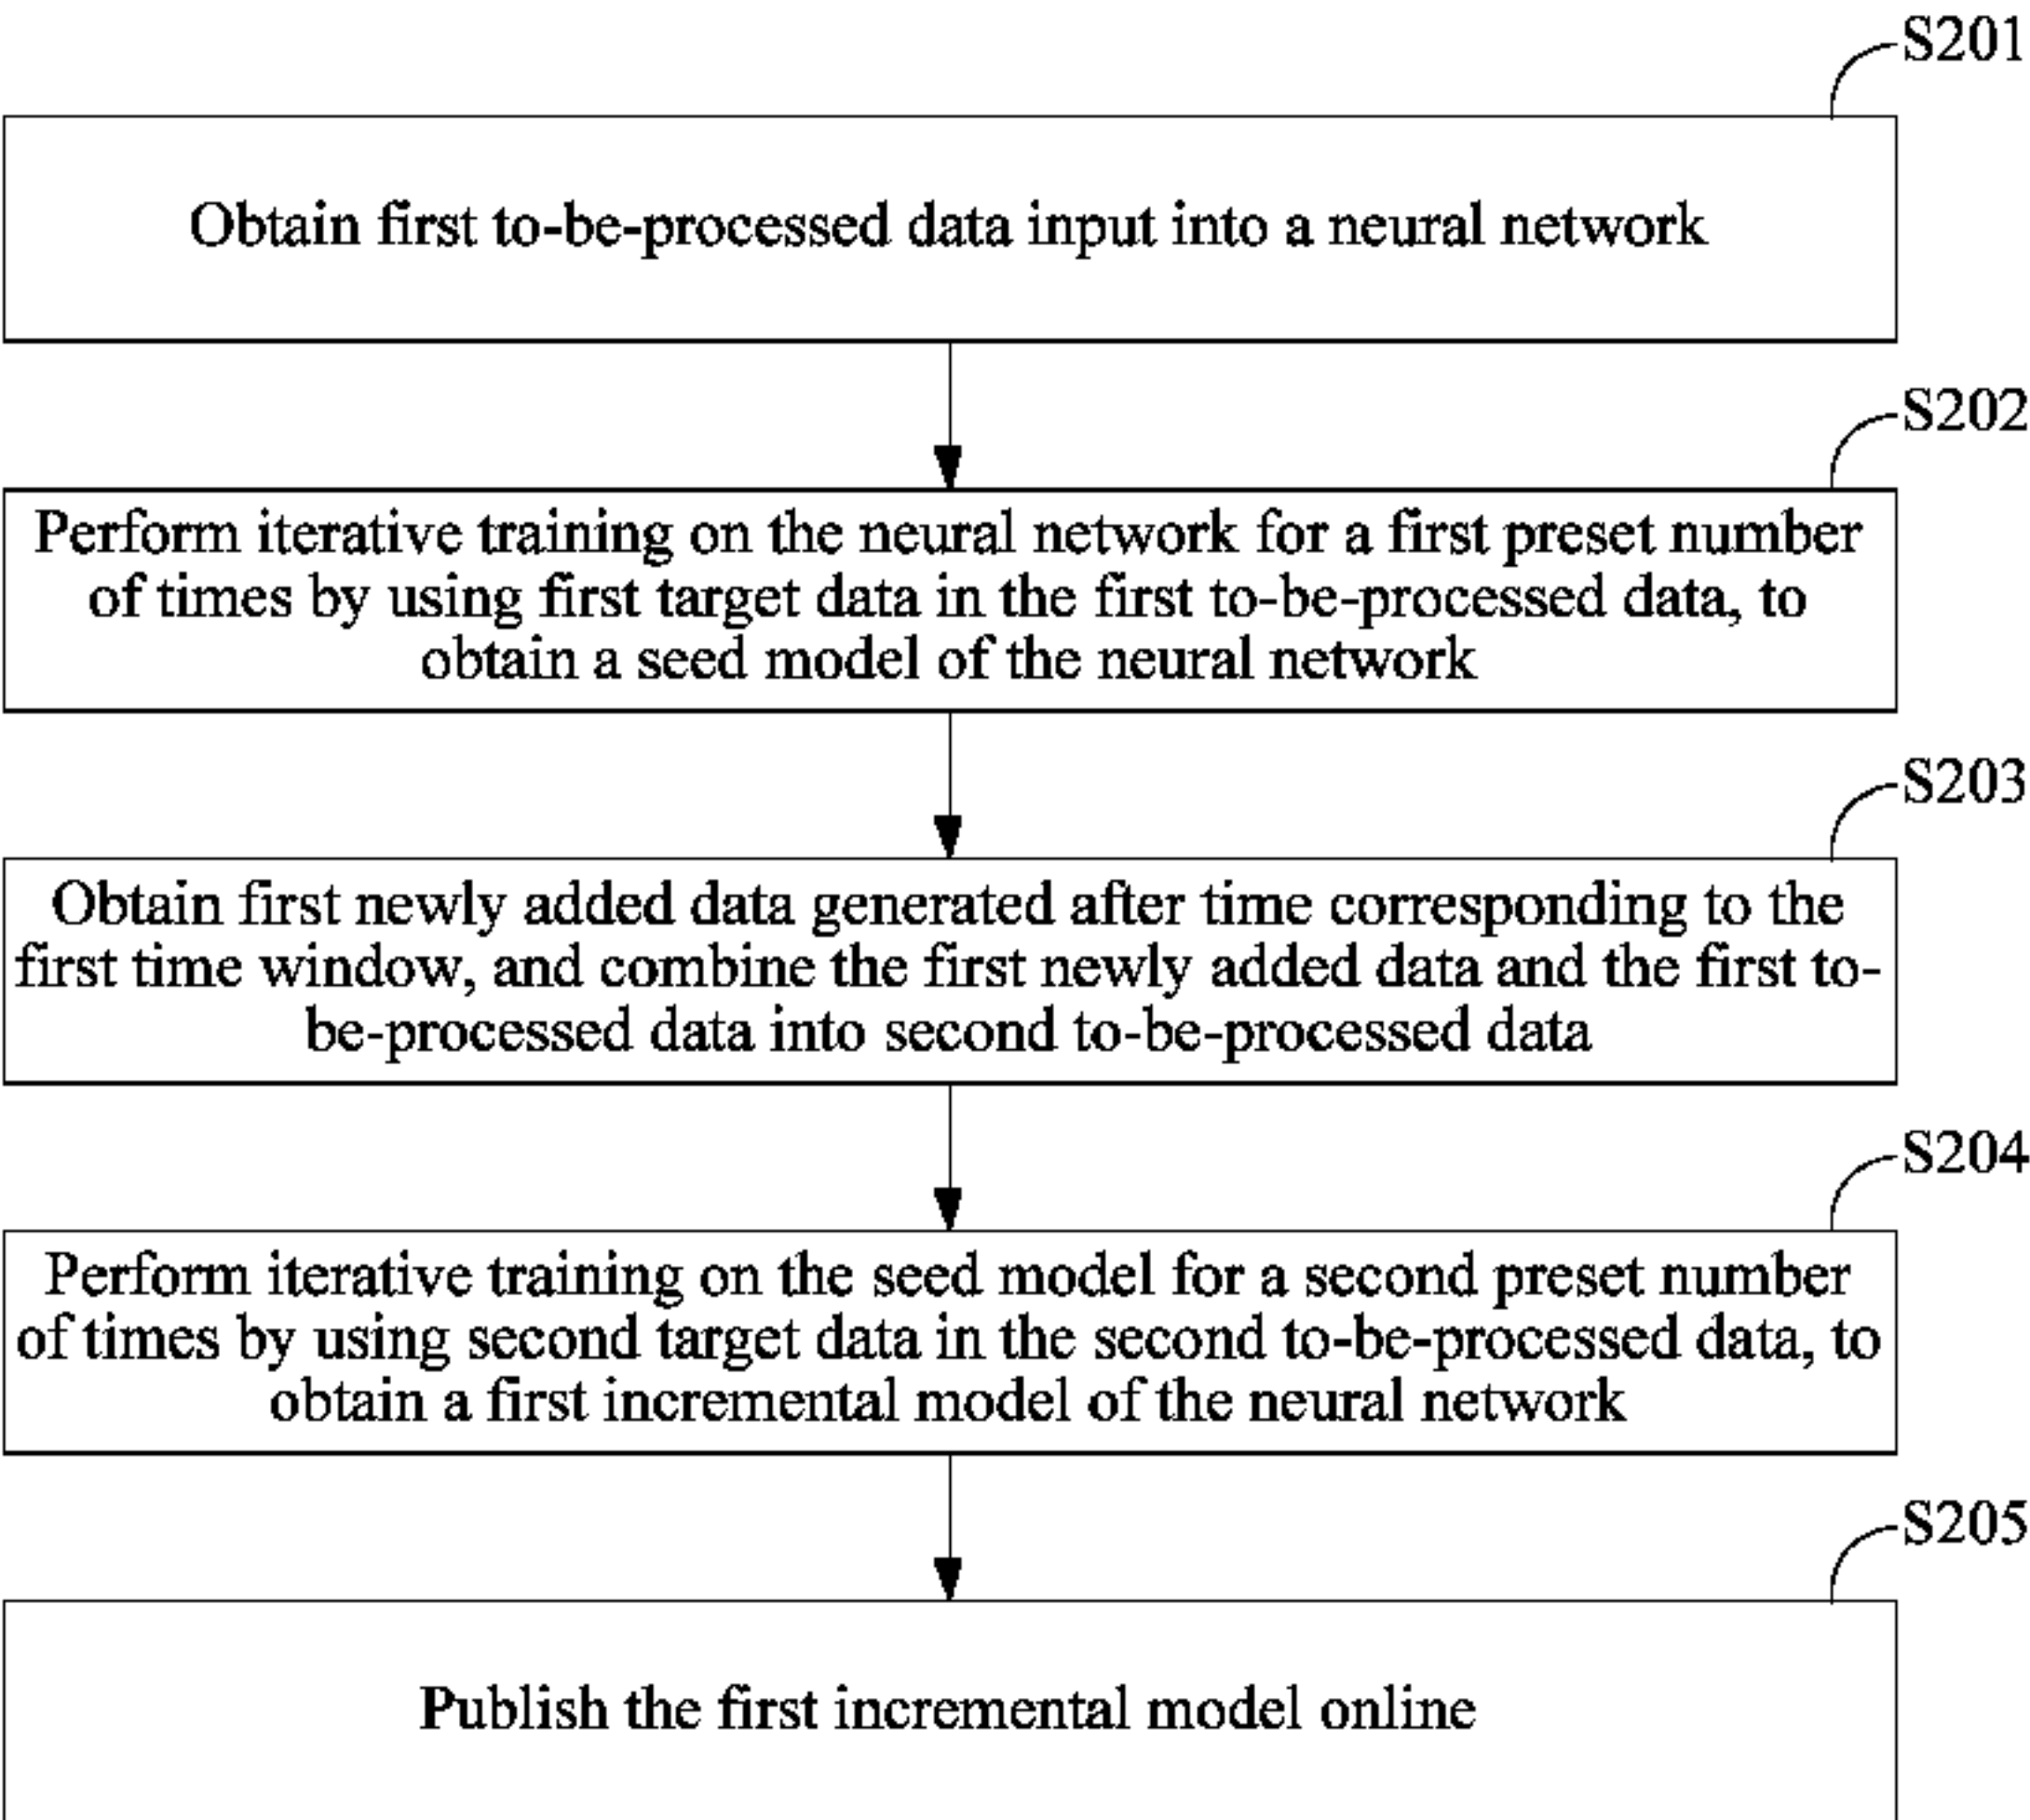 S201
Obtain first to-be-processed data input into a neural network
S202
Perform iterative training on the neural network for a first preset number
of times by using first target data in the first to-be-processed data, to
obtain a seed model of the neural network
S203
Obtain first newly added data generated after time corresponding to the
first time window, and combine the first newly added data and the first to-
be-processed data into second to-be-processed data
S204
Perform iterative training on the seed model for a second preset number
of times by using second target data in the second to-be-processed data, to
obtain a first incremental model of the neural network
S205
Publish the first incremental model online